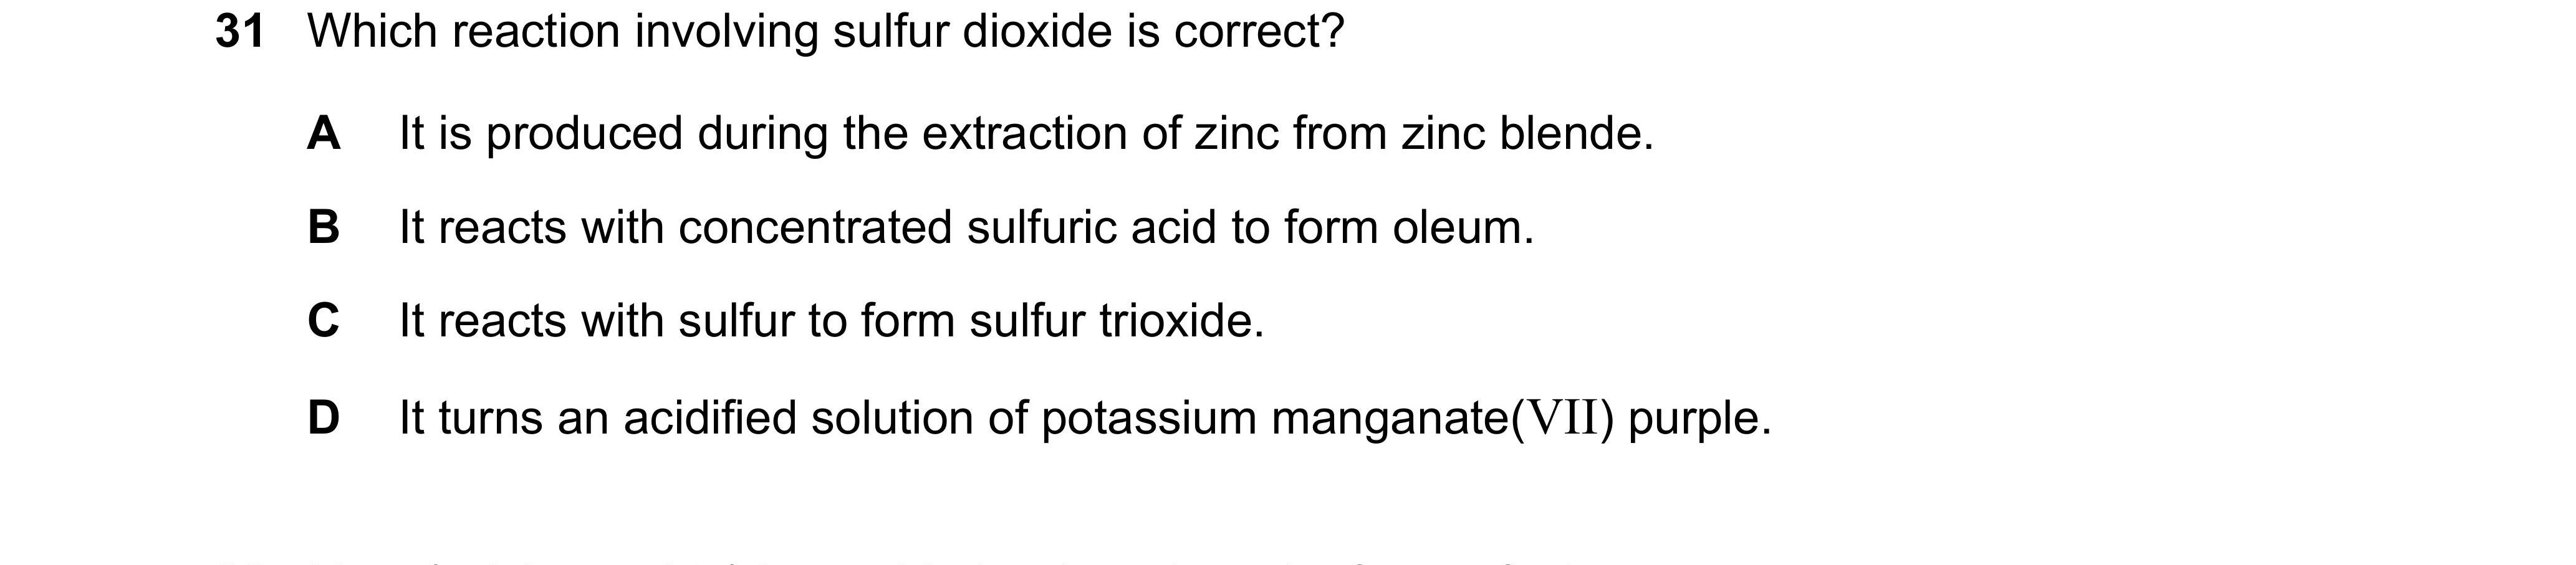 31 Which reaction involving sulfur dioxide is correct?
A It is produced during the extraction of zinc from zinc blende.
B It reacts with concentrated sulfuric acid to form oleum.
C It reacts with sulfur to form sulfur trioxide.
D It turns an acidified solution of potassium manganate(VII) purple.